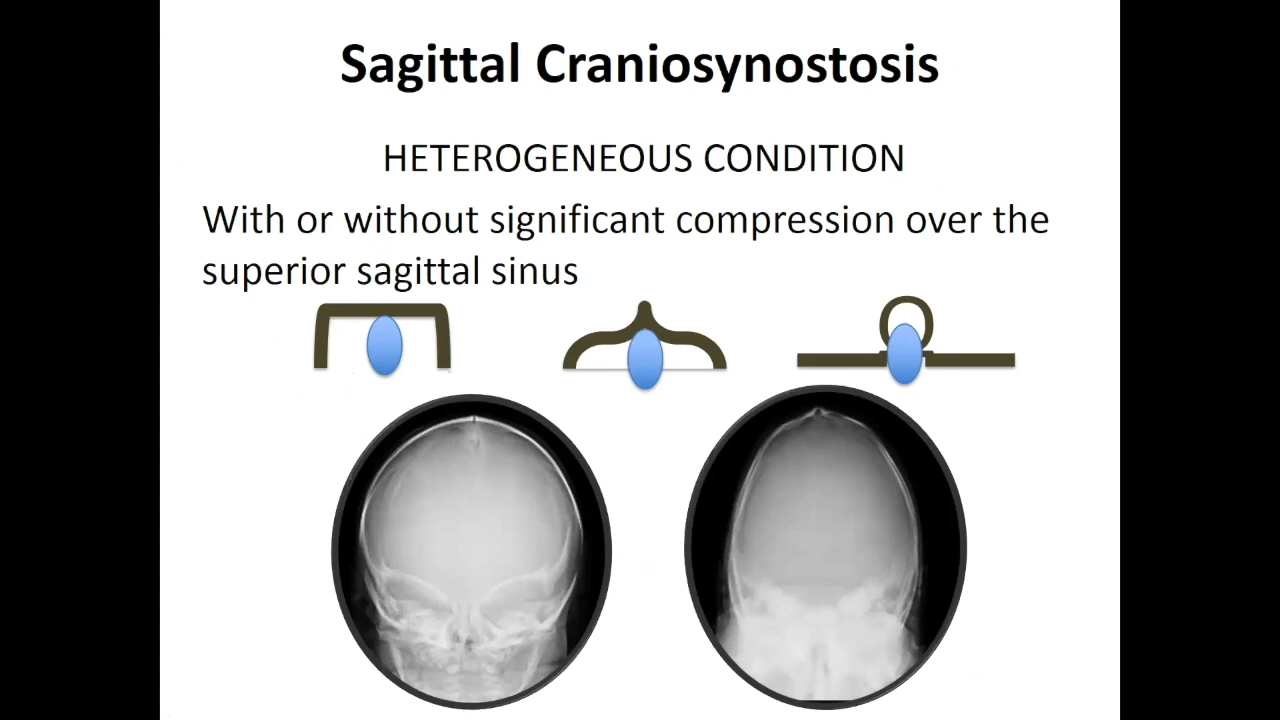 Sagittal Craniosynostosis
HETEROGENEOUS CONDITION
With or without significant compression over the
superior sagittal sinus